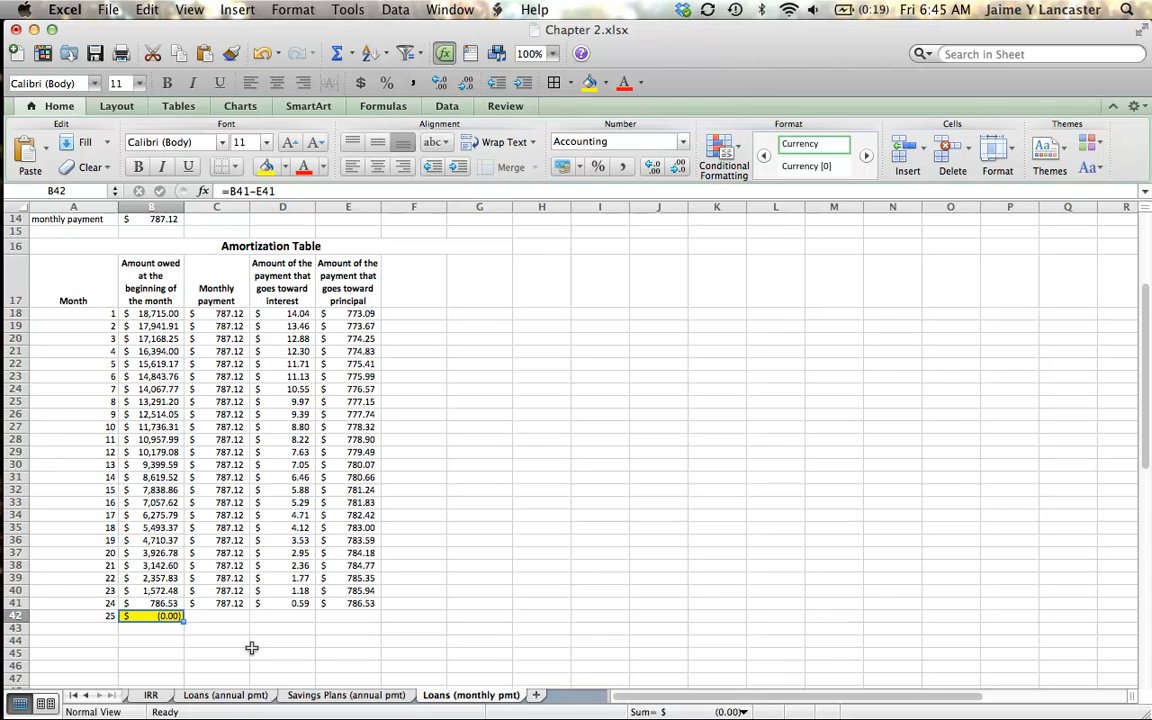 Excel File Edit View Insert Format Tools Data Window Help (0:19) Fri 6:45 AM Jaime Y Lancaster
Chapter 2.xlsx
100% Search in Sheet
Calibri (Body) 11 B I U ABC $ % ,
Home Layout Tables Charts SmartArt Formulas Data Review
Edit Font Alignment Number Format Cells Themes
Fill Calibri (Body) 11 A A abc Wrap Text Accounting Currency
Paste Clear B I U A Merge % , Conditional Formatting Currency [0] Insert Delete Format Themes Aa
B42 fx =B41-E41
A B C D E F G H I J K L M N O P Q R
14 monthly payment $ 787.12
15
16 Amortization Table
17 Month Amount owed at the beginning of the month Monthly payment Amount of the payment that goes toward interest Amount of the payment that goes toward principal
18 1 $ 18,715.00 $ 787.12 $ 14.04 $ 773.09
19 2 $ 17,941.91 $ 787.12 $ 13.46 $ 773.67
20 3 $ 17,168.25 $ 787.12 $ 12.88 $ 774.25
21 4 $ 16,394.00 $ 787.12 $ 12.30 $ 774.83
22 5 $ 15,619.17 $ 787.12 $ 11.71 $ 775.41
23 6 $ 14,843.76 $ 787.12 $ 11.13 $ 775.99
24 7 $ 14,067.77 $ 787.12 $ 10.55 $ 776.57
25 8 $ 13,291.20 $ 787.12 $ 9.97 $ 777.15
26 9 $ 12,514.05 $ 787.12 $ 9.39 $ 777.74
27 10 $ 11,736.31 $ 787.12 $ 8.80 $ 778.32
28 11 $ 10,957.99 $ 787.12 $ 8.22 $ 778.90
29 12 $ 10,179.08 $ 787.12 $ 7.63 $ 779.49
30 13 $ 9,399.59 $ 787.12 $ 7.05 $ 780.07
31 14 $ 8,619.52 $ 787.12 $ 6.46 $ 780.66
32 15 $ 7,838.86 $ 787.12 $ 5.88 $ 781.24
33 16 $ 7,057.62 $ 787.12 $ 5.29 $ 781.83
34 17 $ 6,275.79 $ 787.12 $ 4.71 $ 782.42
35 18 $ 5,493.37 $ 787.12 $ 4.12 $ 783.00
36 19 $ 4,710.37 $ 787.12 $ 3.53 $ 783.59
37 20 $ 3,926.78 $ 787.12 $ 2.95 $ 784.18
38 21 $ 3,142.60 $ 787.12 $ 2.36 $ 784.77
39 22 $ 2,357.83 $ 787.12 $ 1.77 $ 785.35
40 23 $ 1,572.48 $ 787.12 $ 1.18 $ 785.94
41 24 $ 786.53 $ 787.12 $ 0.59 $ 786.53
42 25 $ (0.00)
43
44
45
46
47
IRR Loans (annual pmt) Savings Plans (annual pmt) Loans (monthly pmt)
Normal View Ready Sum= $ (0.00)